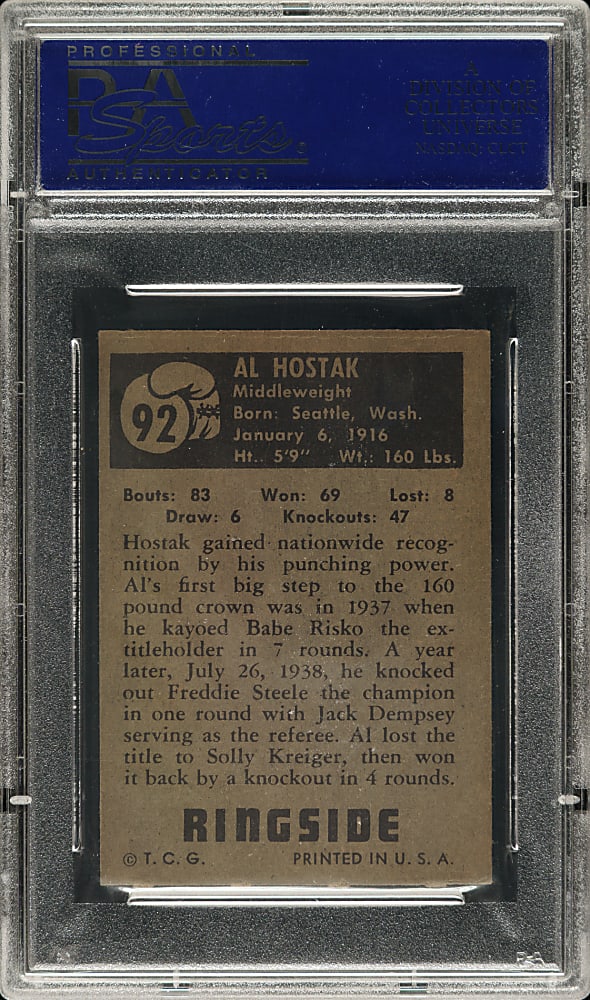 PROFESSIONAL
PSA
Sports
AUTHENTICATOR
A
DIVISION OF
COLLECTORS
UNIVERSE
NASDAQ: CLCT
92
AL HOSTAK
Middleweight
Born: Seattle, Wash.
January 6, 1916
Ht. 5'9" Wt.: 160 Lbs.
Bouts: 83 Won: 69 Lost: 8
Draw: 6 Knockouts: 47
Hostak gained nationwide recog-
nition by his punching power.
Al's first big step to the 160
pound crown was in 1937 when
he kayoed Babe Risko the ex-
titleholder in 7 rounds. A year
later, July 26, 1938, he knocked
out Freddie Steele the champion
in one round with Jack Dempsey
serving as the referee. Al lost the
title to Solly Kreiger, then won
it back by a knockout in 4 rounds.
RINGSIDE
© T. C. G. PRINTED IN U. S. A.
PSA